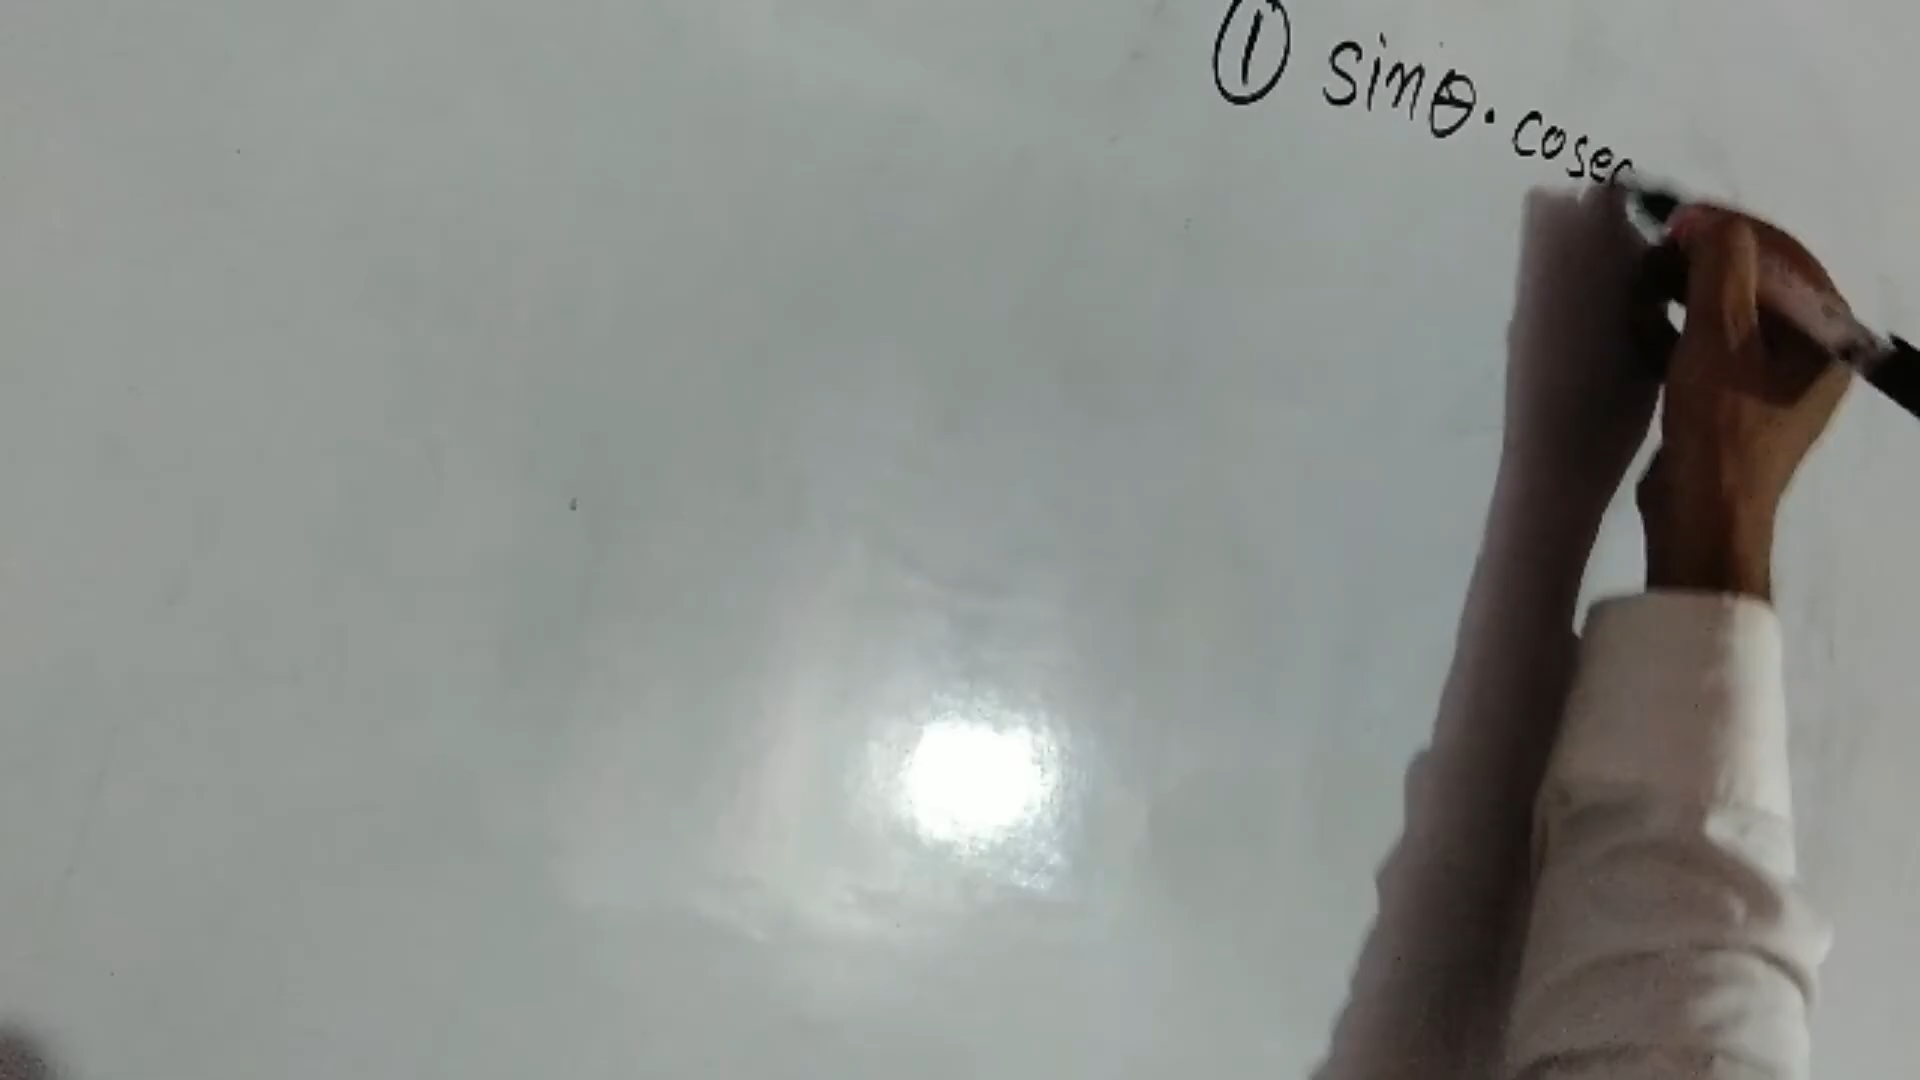 ① sinθ. cosec